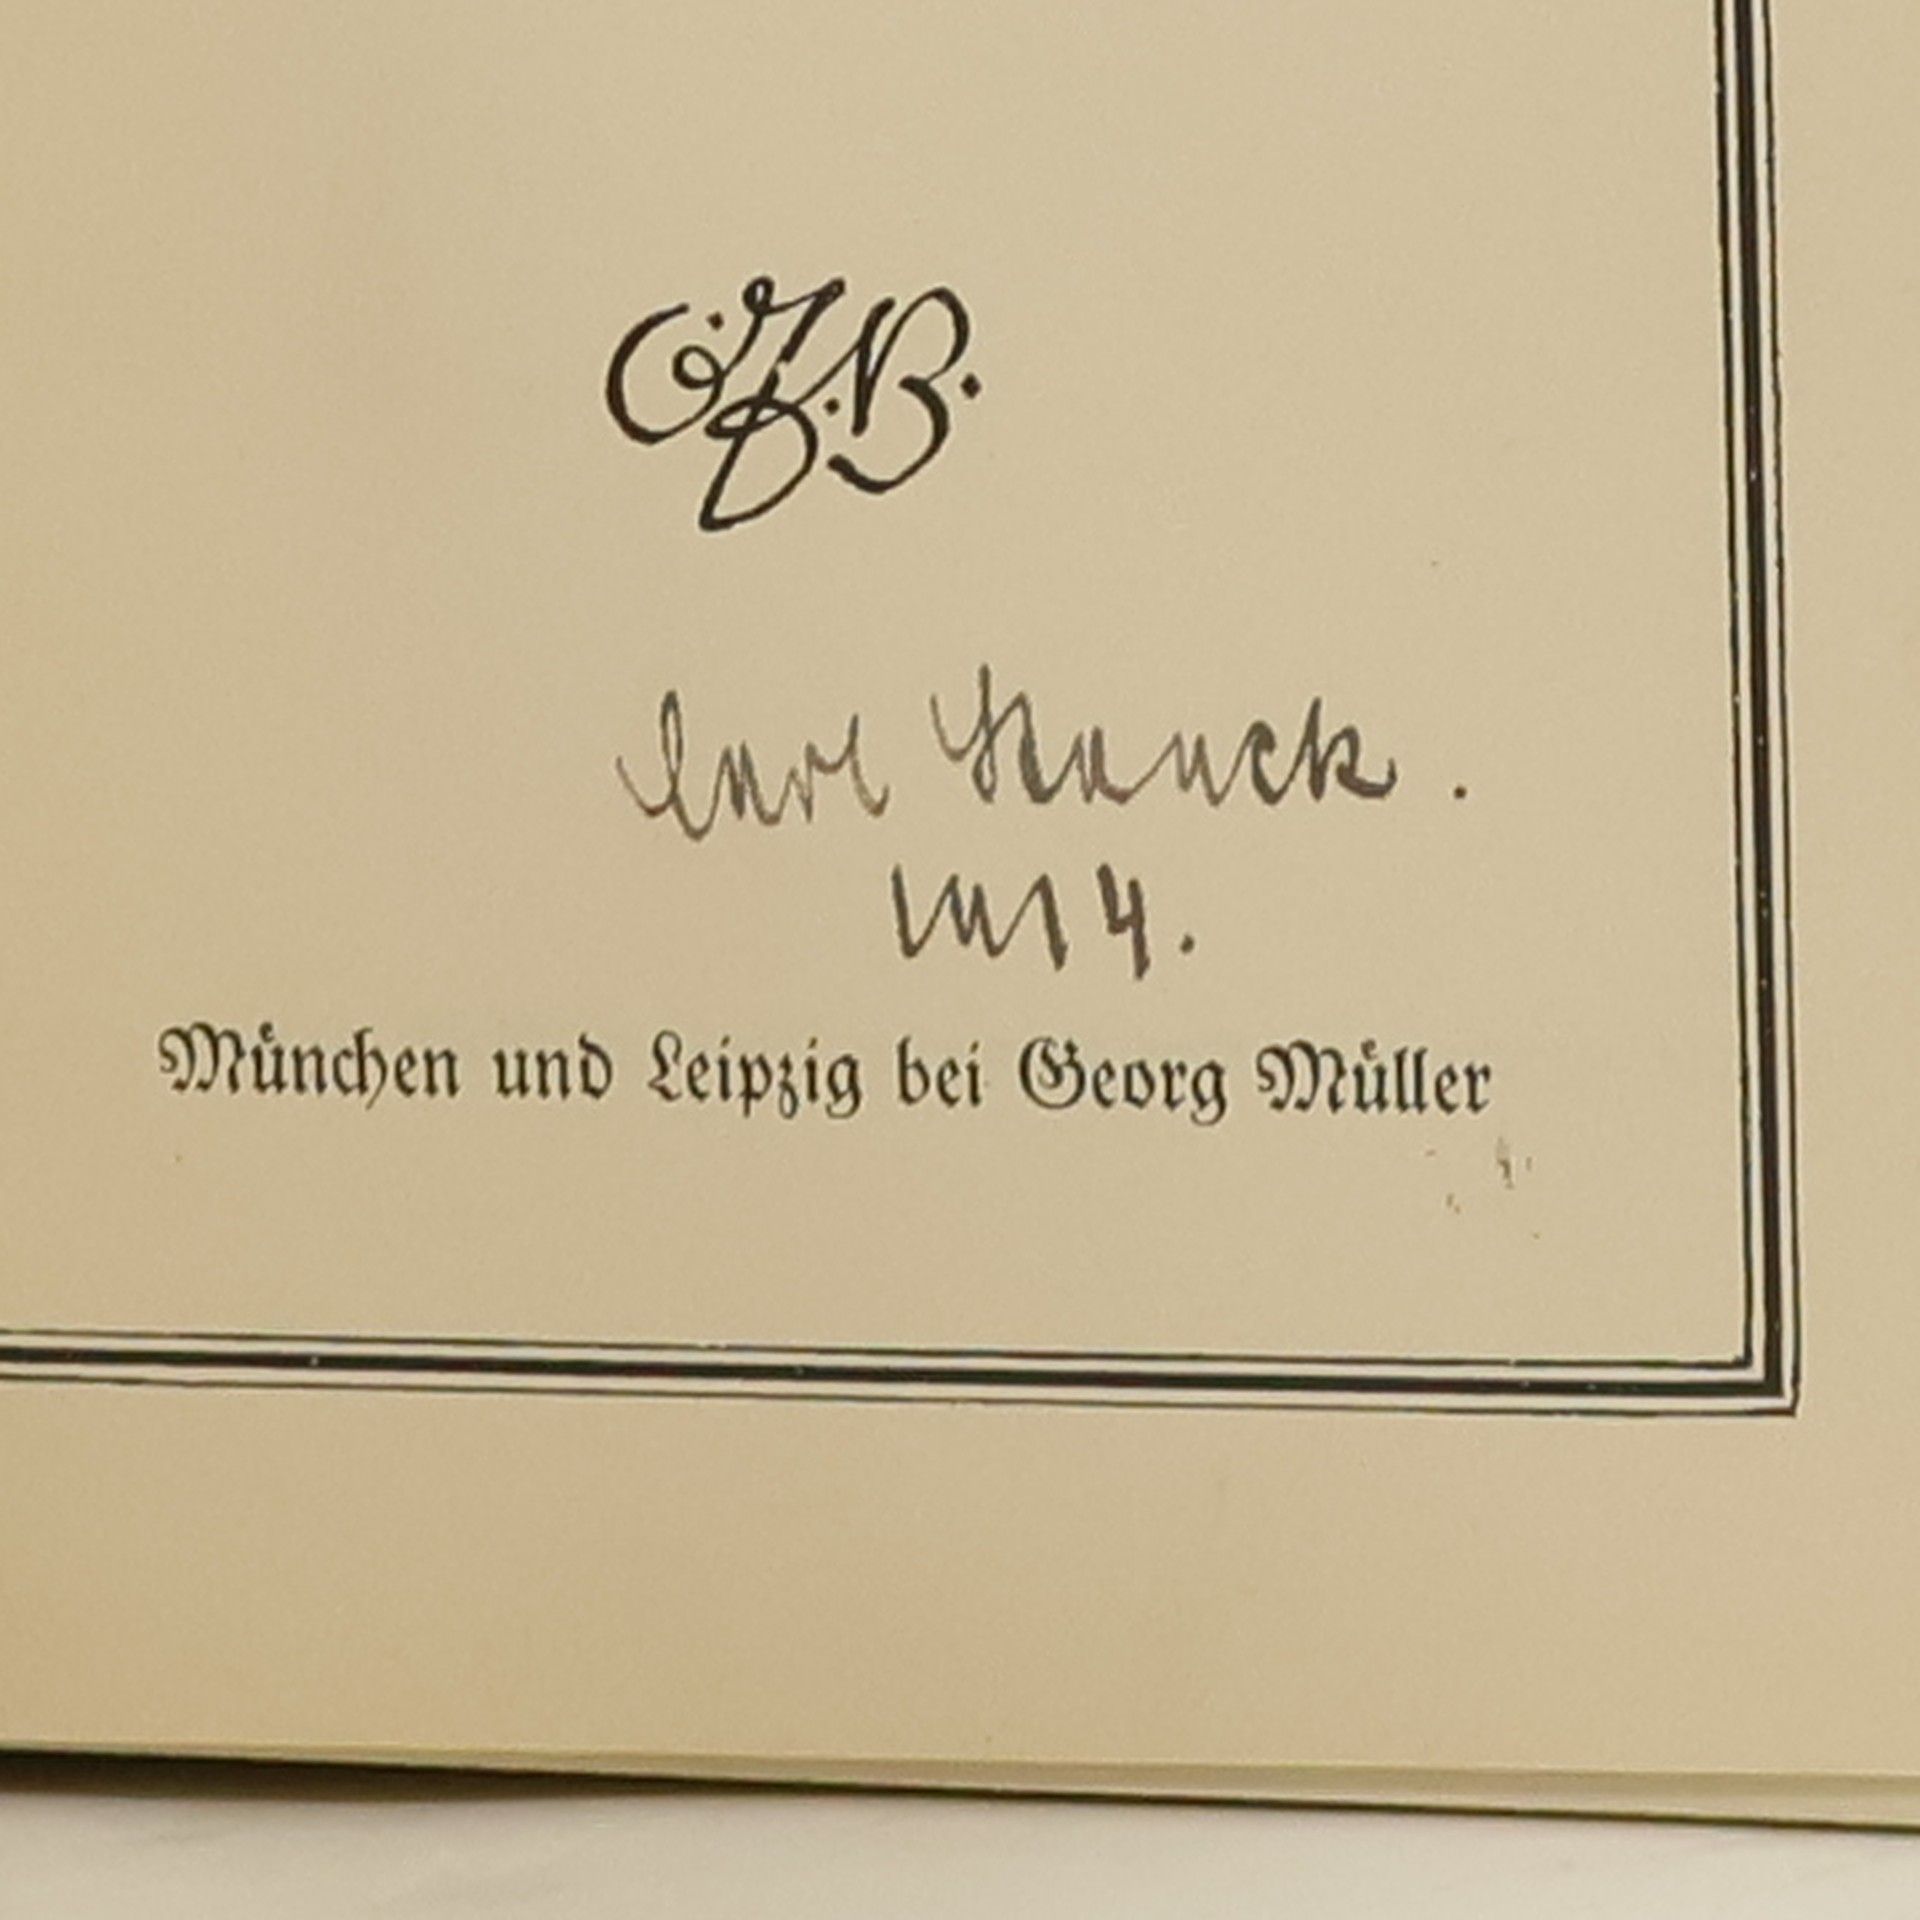 Carl Hauck.
1914.
München und Leipzig bei Georg Müller